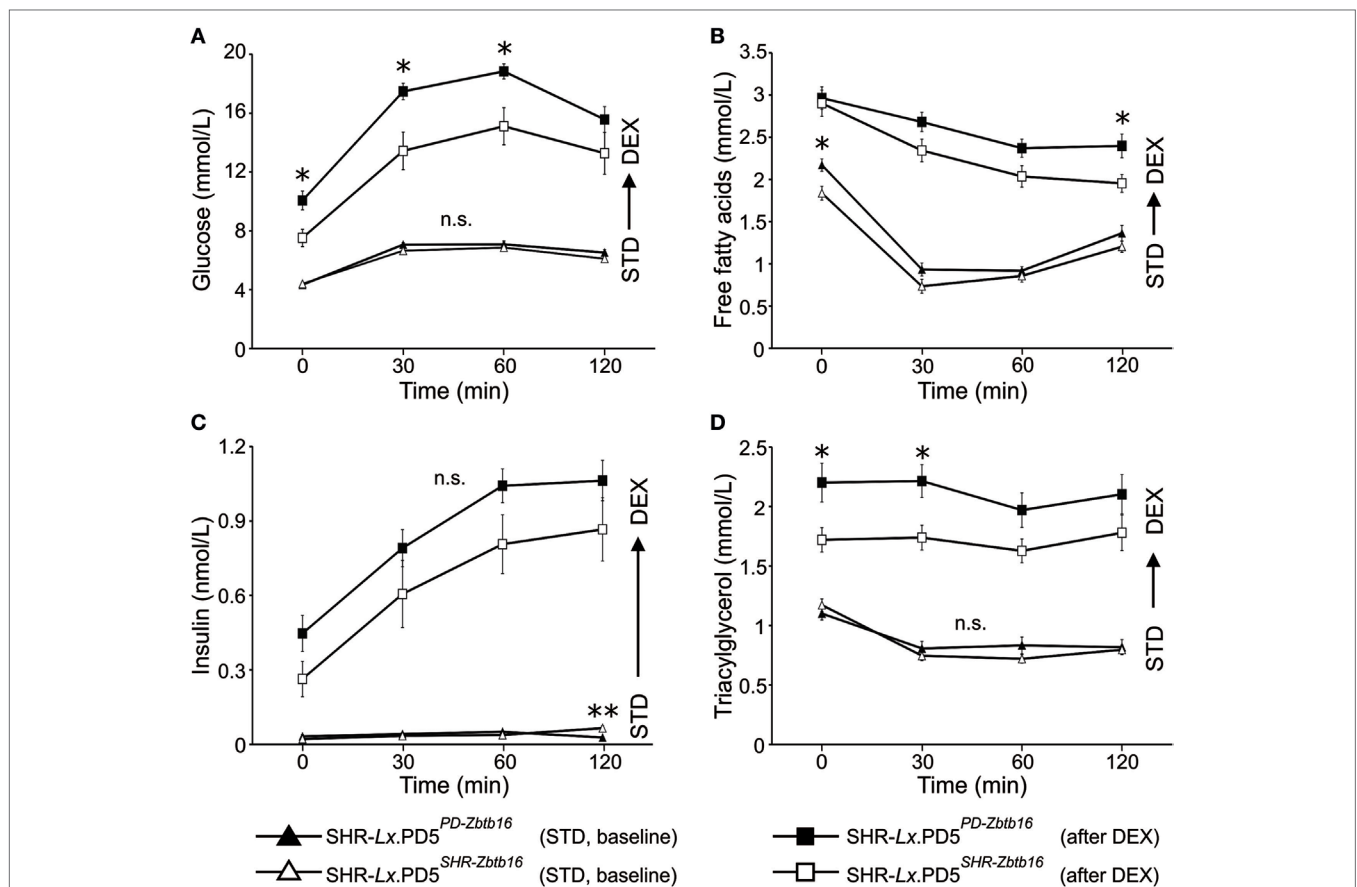 A
Glucose (mmol/L)
20
16
12
8
4
0
*
*
*
n.s.
STD
DEX
0 30 60 120
Time (min)
B
Free fatty acids (mmol/L)
3.5
3
2.5
2
1.5
1
0.5
0
*
*
STD
DEX
0 30 60 120
Time (min)
C
Insulin (nmol/L)
1.2
0.9
0.6
0.3
0
n.s.
**
STD
DEX
0 30 60 120
Time (min)
D
Triacylglycerol (mmol/L)
2.5
2
1.5
1
0.5
0
*
*
n.s.
STD
DEX
0 30 60 120
Time (min)
SHR-Lx.PD5PD-Zbtb16 (STD, baseline)
SHR-Lx.PD5SHR-Zbtb16 (STD, baseline)
SHR-Lx.PD5PD-Zbtb16 (after DEX)
SHR-Lx.PD5SHR-Zbtb16 (after DEX)